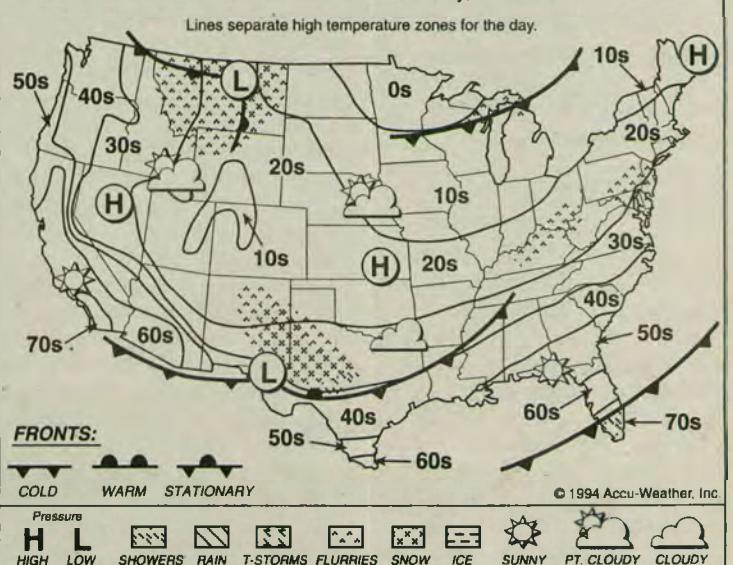 Lines separate high temperature zones for the day.
50s
40s
30s
H
L
0s
10s
H
20s
20s
10s
10s
H
20s
30s
40s
50s
70s
60s
L
40s
50s
60s
60s
70s
FRONTS:
COLD WARM STATIONARY
© 1994 Accu-Weather, Inc.
Pressure
H L
HIGH LOW SHOWERS RAIN T-STORMS FLURRIES SNOW ICE SUNNY PT. CLOUDY CLOUDY